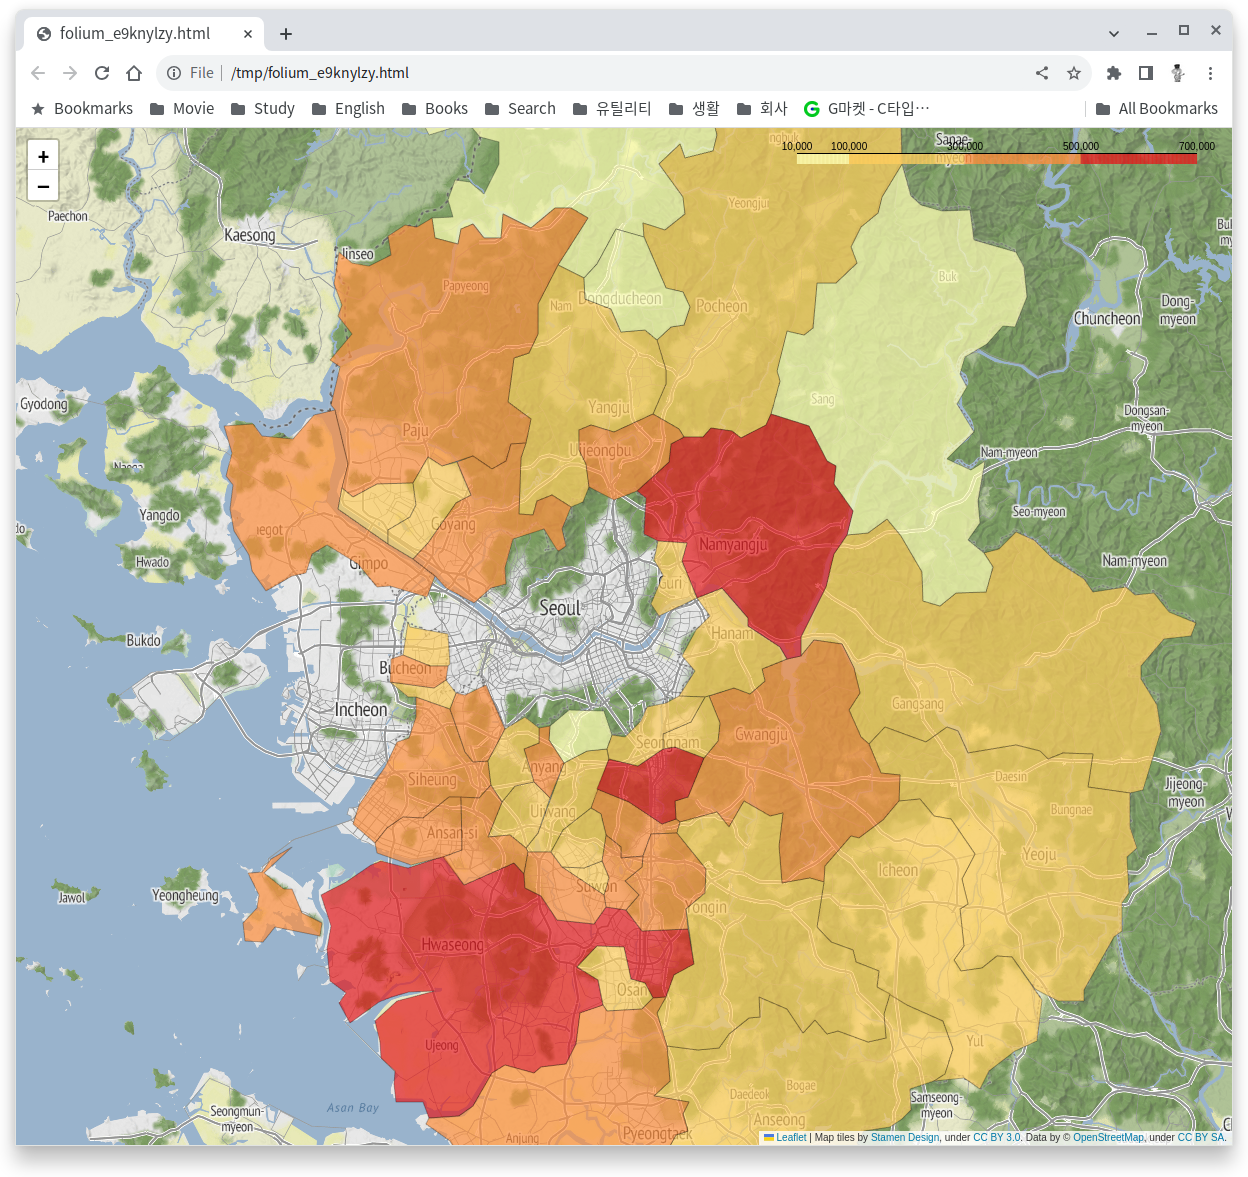 folium_e9knylzy.html
File /tmp/folium_e9knylzy.html
Bookmarks Movie Study English Books Search 유틸리티 생활 회사 G마켓 - C타입… All Bookmarks
+
−
10,000 100,000 300,000 500,000 700,000
Paechon
Kaesong
Jinseo
Yeongju
Papyeong
Nam
Dongducheon
Pocheon
Buk
Dong-
myeon
Chuncheon
Gyodong
Sang
Yangju
Paju
Uijeongbu
Dongsan-
myeon
Nam-myeon
Goyang
Yangdo
Seo-myeon
Namyangju
Hwado
Gimpo
Nam-myeon
Guri
Seoul
Bukdo
Hanam
Bucheon
Incheon
Gangsang
Seongnam
Gwangju
Anyang
Siheung
Daesin
Jijeong-
myeon
Uiwang
Bungnae
Ansan-si
Yeoju
Icheon
Suwon
Jawol
Yeongheung
Yongin
Hwaseong
Osan
Ujeong
Yul
Bogae
Daedeok
Samseong-
myeon
Asan Bay
Seongmun-
myeon
Anseong
Anjung
Pyeongtaek
Leaflet | Map tiles by Stamen Design, under CC BY 3.0. Data by © OpenStreetMap, under CC BY SA.